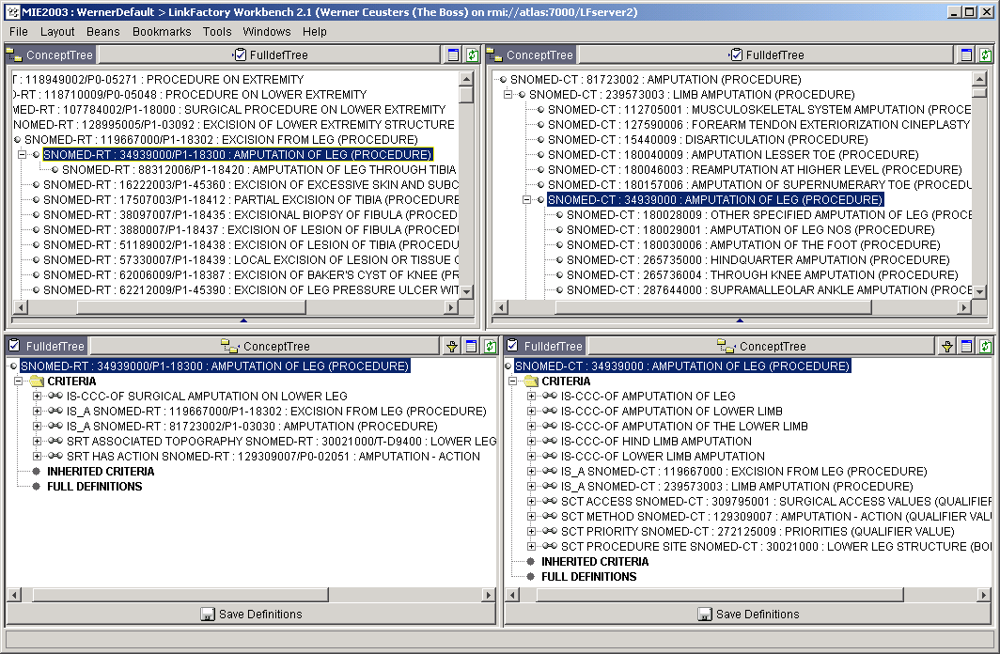 MIE2003 : WernerDefault > LinkFactory Workbench 2.1 (Werner Ceusters (The Boss) on rmi://atlas:7000/LFserver2)
File Layout Beans Bookmarks Tools Windows Help
ConceptTree FulldefTree
T : 118949002/P0-05271 : PROCEDURE ON EXTREMITY
D-RT : 118710009/P0-05048 : PROCEDURE ON LOWER EXTREMITY
MED-RT : 107784002/P1-18000 : SURGICAL PROCEDURE ON LOWER EXTREMITY
NOMED-RT : 128995005/P1-03092 : EXCISION OF LOWER EXTREMITY STRUCTURE
SNOMED-RT : 119667000/P1-18302 : EXCISION FROM LEG (PROCEDURE)
SNOMED-RT : 34939000/P1-18300 : AMPUTATION OF LEG (PROCEDURE)
SNOMED-RT : 88312006/P1-18420 : AMPUTATION OF LEG THROUGH TIBIA
SNOMED-RT : 16222003/P1-45360 : EXCISION OF EXCESSIVE SKIN AND SUBC
SNOMED-RT : 17507003/P1-18412 : PARTIAL EXCISION OF TIBIA (PROCEDURE
SNOMED-RT : 38097007/P1-18435 : EXCISIONAL BIOPSY OF FIBULA (PROCED
SNOMED-RT : 3880007/P1-18437 : EXCISION OF LESION OF FIBULA (PROCED
SNOMED-RT : 51189002/P1-18438 : EXCISION OF LESION OF TIBIA (PROCEDU
SNOMED-RT : 57330007/P1-18439 : LOCAL EXCISION OF LESION OR TISSUE O
SNOMED-RT : 62006009/P1-18387 : EXCISION OF BAKER'S CYST OF KNEE (PR
SNOMED-RT : 62212009/P1-45390 : EXCISION OF LEG PRESSURE ULCER WIT
ConceptTree FulldefTree
SNOMED-CT : 81723002 : AMPUTATION (PROCEDURE)
SNOMED-CT : 239573003 : LIMB AMPUTATION (PROCEDURE)
SNOMED-CT : 112705001 : MUSCULOSKELETAL SYSTEM AMPUTATION (PROCE
SNOMED-CT : 127590006 : FOREARM TENDON EXTERIORIZATION CINEPLASTY
SNOMED-CT : 15440009 : DISARTICULATION (PROCEDURE)
SNOMED-CT : 180040009 : AMPUTATION LESSER TOE (PROCEDURE)
SNOMED-CT : 180046003 : REAMPUTATION AT HIGHER LEVEL (PROCEDURE)
SNOMED-CT : 180157006 : AMPUTATION OF SUPERNUMERARY TOE (PROCEDU
SNOMED-CT : 34939000 : AMPUTATION OF LEG (PROCEDURE)
SNOMED-CT : 180028009 : OTHER SPECIFIED AMPUTATION OF LEG (PROCE
SNOMED-CT : 180029001 : AMPUTATION OF LEG NOS (PROCEDURE)
SNOMED-CT : 180030006 : AMPUTATION OF THE FOOT (PROCEDURE)
SNOMED-CT : 265735000 : HINDQUARTER AMPUTATION (PROCEDURE)
SNOMED-CT : 265736004 : THROUGH KNEE AMPUTATION (PROCEDURE)
SNOMED-CT : 287644000 : SUPRAMALLEOLAR ANKLE AMPUTATION (PROCED
FulldefTree ConceptTree
SNOMED-RT : 34939000/P1-18300 : AMPUTATION OF LEG (PROCEDURE)
CRITERIA
IS-CCC-OF SURGICAL AMPUTATION ON LOWER LEG
IS_A SNOMED-RT : 119667000/P1-18302 : EXCISION FROM LEG (PROCEDURE)
IS_A SNOMED-RT : 81723002/P1-03030 : AMPUTATION (PROCEDURE)
SRT ASSOCIATED TOPOGRAPHY SNOMED-RT : 30021000/T-D9400 : LOWER LEG
SRT HAS ACTION SNOMED-RT : 129309007/P0-02051 : AMPUTATION - ACTION
INHERITED CRITERIA
FULL DEFINITIONS
Save Definitions
FulldefTree ConceptTree
SNOMED-CT : 34939000 : AMPUTATION OF LEG (PROCEDURE)
CRITERIA
IS-CCC-OF AMPUTATION OF LEG
IS-CCC-OF AMPUTATION OF LOWER LIMB
IS-CCC-OF AMPUTATION OF THE LOWER LIMB
IS-CCC-OF HIND LIMB AMPUTATION
IS-CCC-OF LOWER LIMB AMPUTATION
IS_A SNOMED-CT : 119667000 : EXCISION FROM LEG (PROCEDURE)
IS_A SNOMED-CT : 239573003 : LIMB AMPUTATION (PROCEDURE)
SCT ACCESS SNOMED-CT : 309795001 : SURGICAL ACCESS VALUES (QUALIFIER
SCT METHOD SNOMED-CT : 129309007 : AMPUTATION - ACTION (QUALIFIER VAL
SCT PRIORITY SNOMED-CT : 272125009 : PRIORITIES (QUALIFIER VALUE)
SCT PROCEDURE SITE SNOMED-CT : 30021000 : LOWER LEG STRUCTURE (BO
INHERITED CRITERIA
FULL DEFINITIONS
Save Definitions